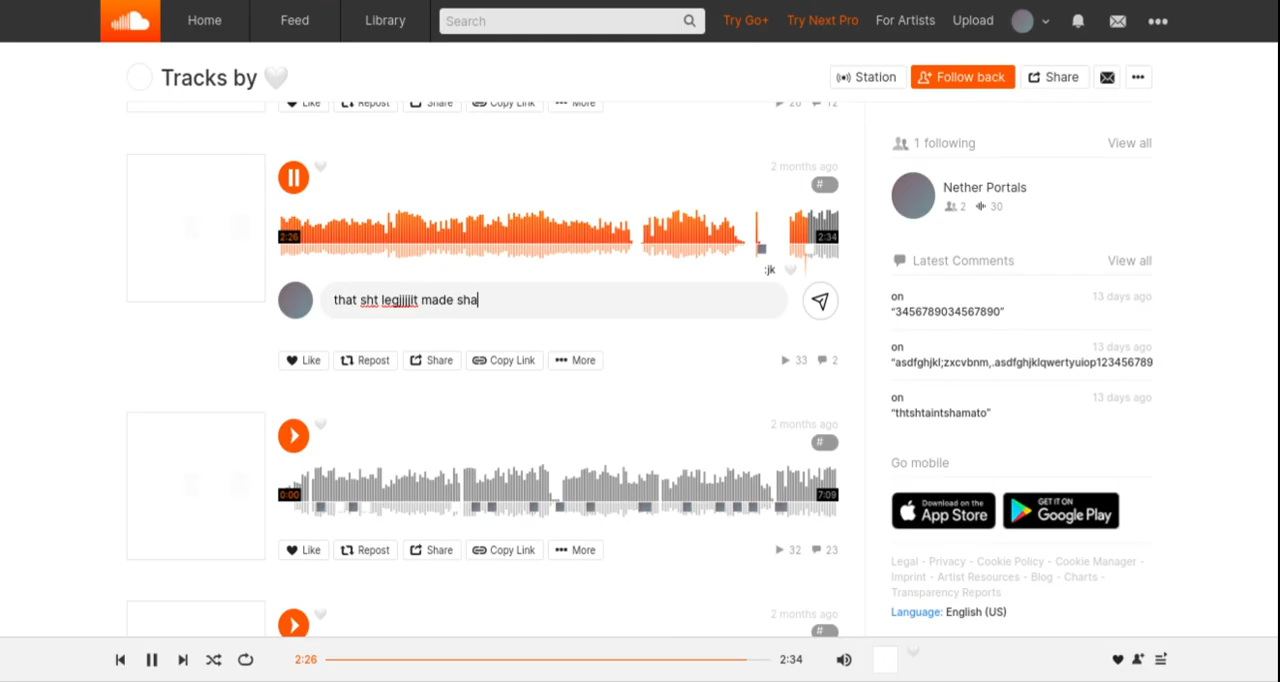 Home
Feed
Library
Search
Try Go+
Try Next Pro
For Artists
Upload
Tracks by 🤍
Station
Follow back
Share
Like
Repost
Share
Copy Link
More
20
12
2 months ago
#
2:26
2:34
:jk
that sht legjjjjjt made sha
Like
Repost
Share
Copy Link
More
33
2
2 months ago
#
0:00
7:09
Like
Repost
Share
Copy Link
More
32
23
2 months ago
#
1 following
View all
Nether Portals
2
30
Latest Comments
View all
on
13 days ago
“3456789034567890”
on
13 days ago
“asdfghjkl;zxcvbnm,.asdfghjklqwertyuiop123456789
on
13 days ago
“thtshtaintshamato”
Go mobile
Download on the
App Store
GET IT ON
Google Play
Legal - Privacy - Cookie Policy - Cookie Manager -
Imprint - Artist Resources - Blog - Charts -
Transparency Reports
Language: English (US)
2:26
2:34